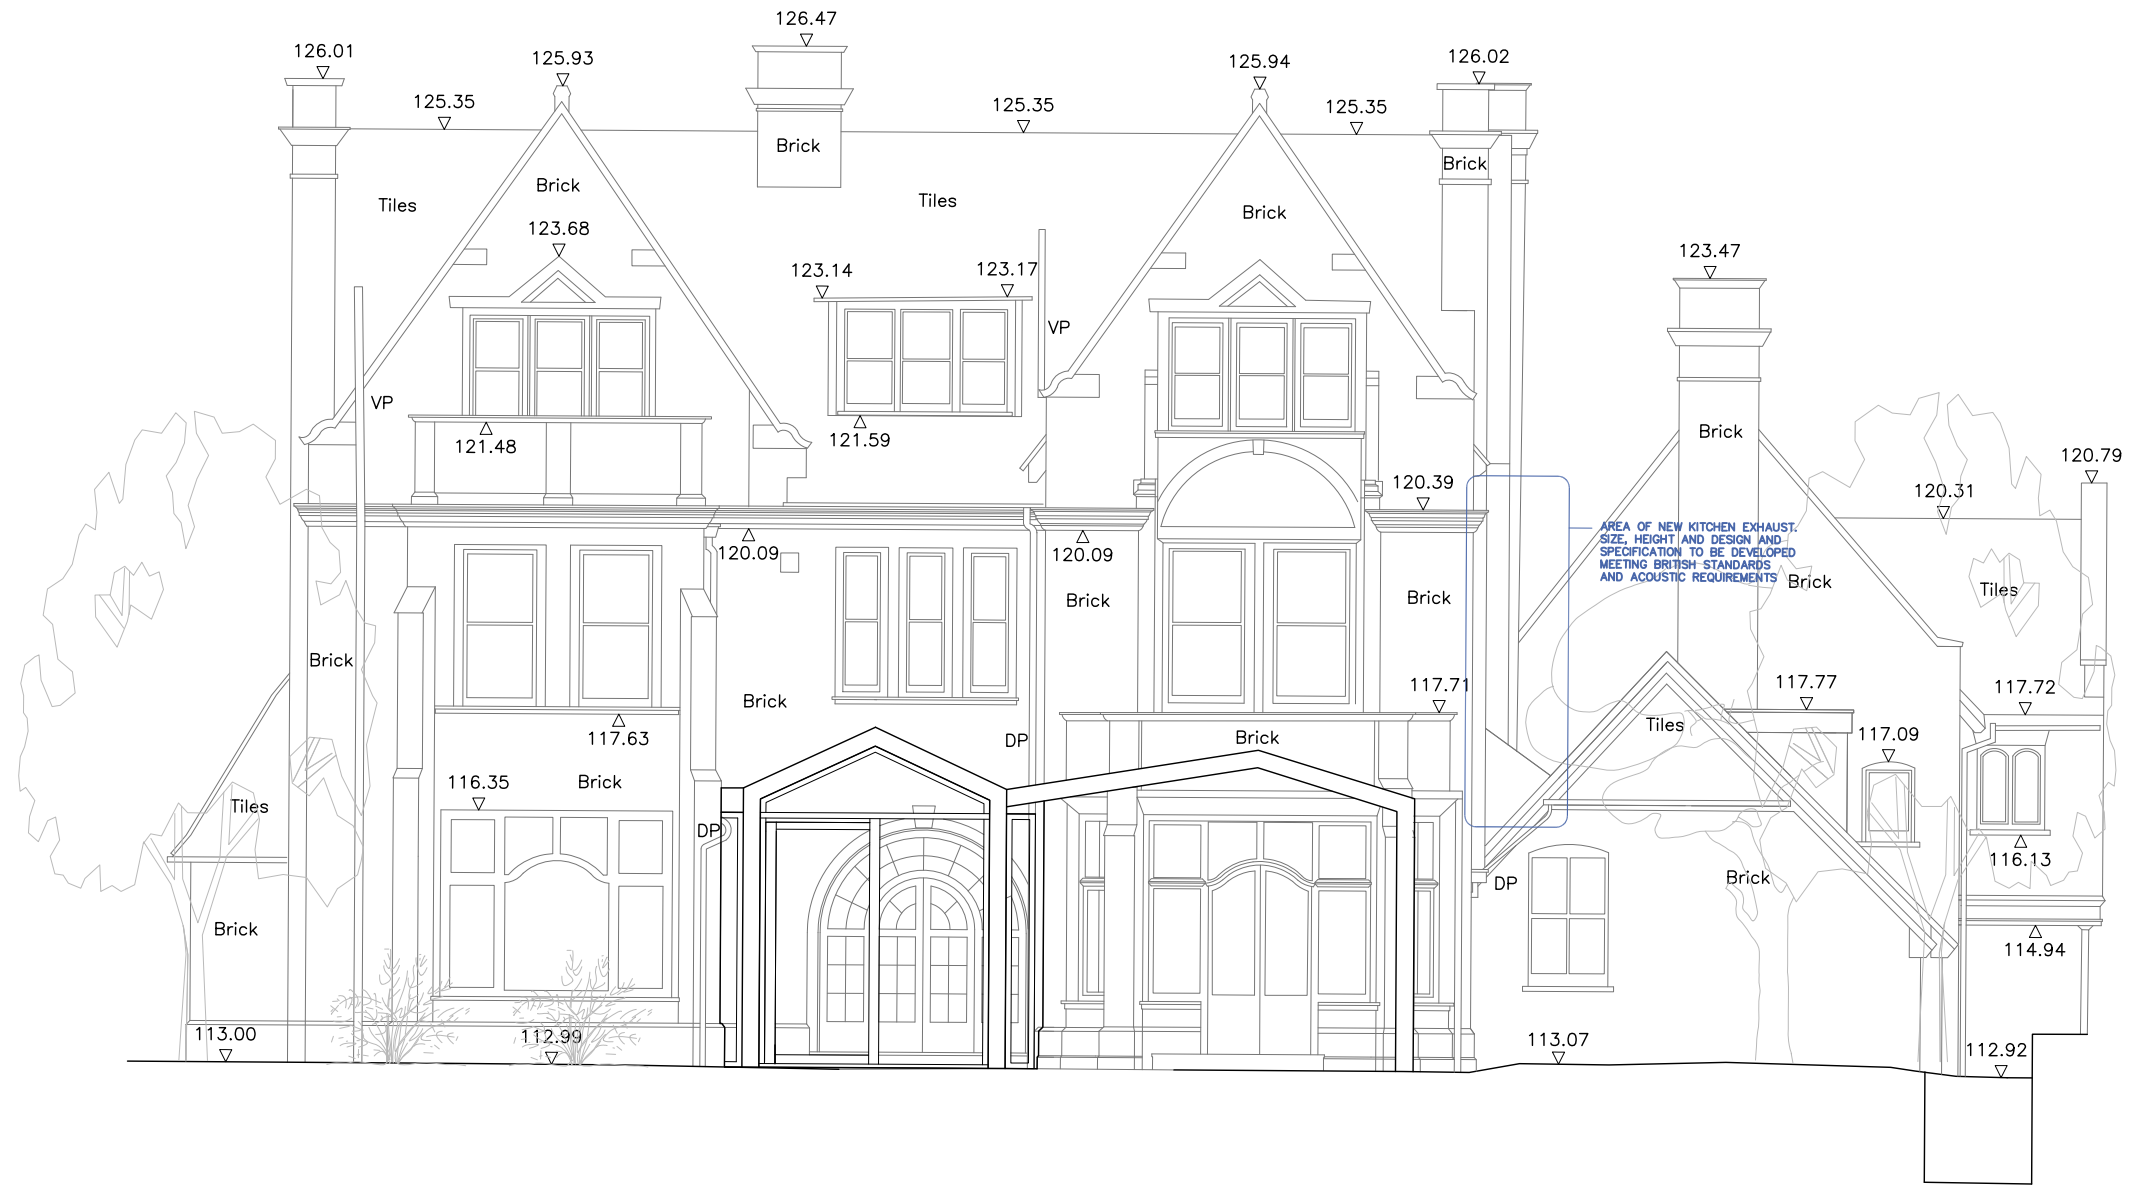 126.47
126.01
125.93
125.94
126.02
125.35
125.35
125.35
Brick
Brick
Brick
Tiles
Tiles
Brick
123.68
123.47
123.14
123.17
VP
VP
121.48
121.59
Brick
120.79
120.39
120.31
AREA OF NEW KITCHEN EXHAUST.
SIZE, HEIGHT AND DESIGN AND
SPECIFICATION TO BE DEVELOPED
MEETING BRITISH STANDARDS
AND ACOUSTIC REQUIREMENTS
120.09
120.09
Brick
Tiles
Brick
Brick
Brick
117.71
117.77
117.72
Brick
Tiles
117.63
DP
Brick
117.09
116.35
Brick
Tiles
DP
116.13
DP
Brick
Brick
114.94
113.00
112.99
113.07
112.92